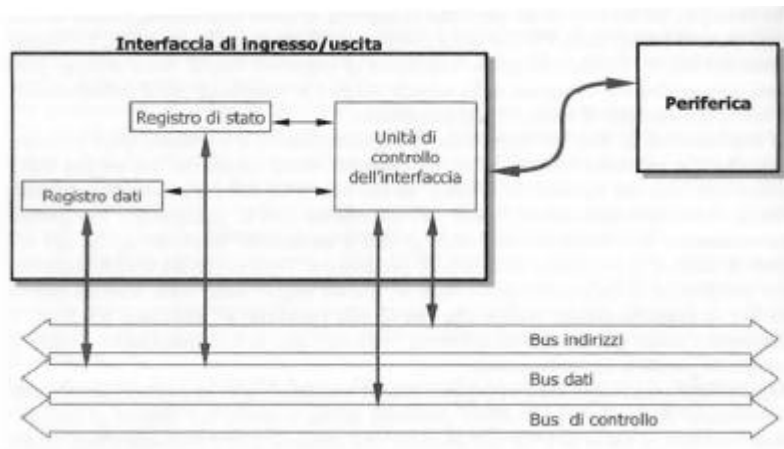 Interfaccia di ingresso/uscita
Periferica
Registro di stato
Unità di
controllo
dell'interfaccia
Registro dati
Bus indirizzi
Bus dati
Bus di controllo